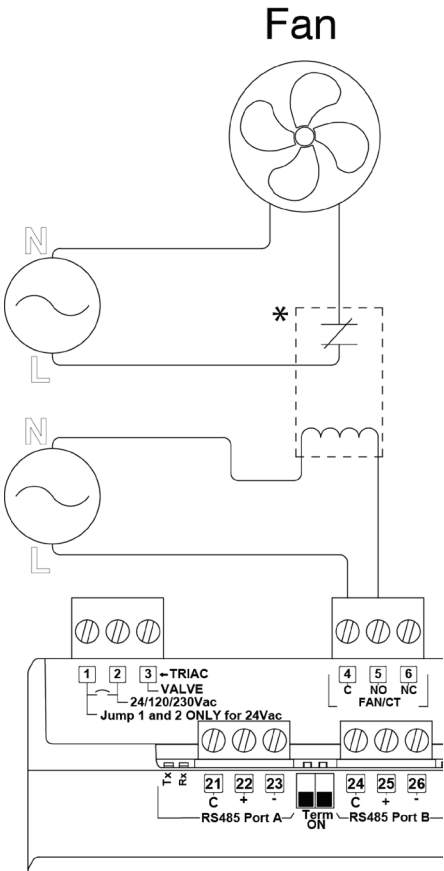 Fan
N
*
L
N
L
1 2 3 ←TRIAC
VALVE
24/120/230Vac
Jump 1 and 2 ONLY for 24Vac
4 5 6
C NO NC
FAN/CT
Tx Rx
21 22 23 24 25 26
C + - C + -
RS485 Port A Term RS485 Port B
ON